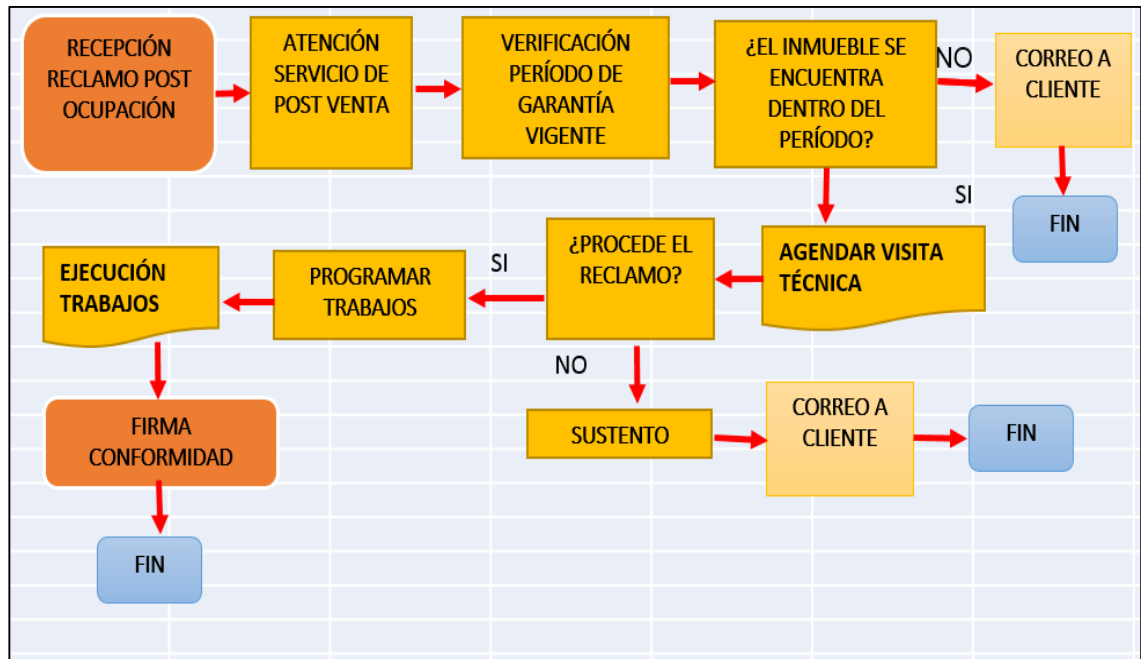 RECEPCIÓN
RECLAMO POST
OCUPACIÓN
ATENCIÓN
SERVICIO DE
POST VENTA
VERIFICACIÓN
PERÍODO DE
GARANTÍA
VIGENTE
¿EL INMUEBLE SE
ENCUENTRA
DENTRO DEL
PERÍODO?
NO
CORREO A
CLIENTE
FIN
SI
AGENDAR VISITA
TÉCNICA
¿PROCEDE EL
RECLAMO?
SI
PROGRAMAR
TRABAJOS
EJECUCIÓN
TRABAJOS
NO
SUSTENTO
CORREO A
CLIENTE
FIN
FIRMA
CONFORMIDAD
FIN